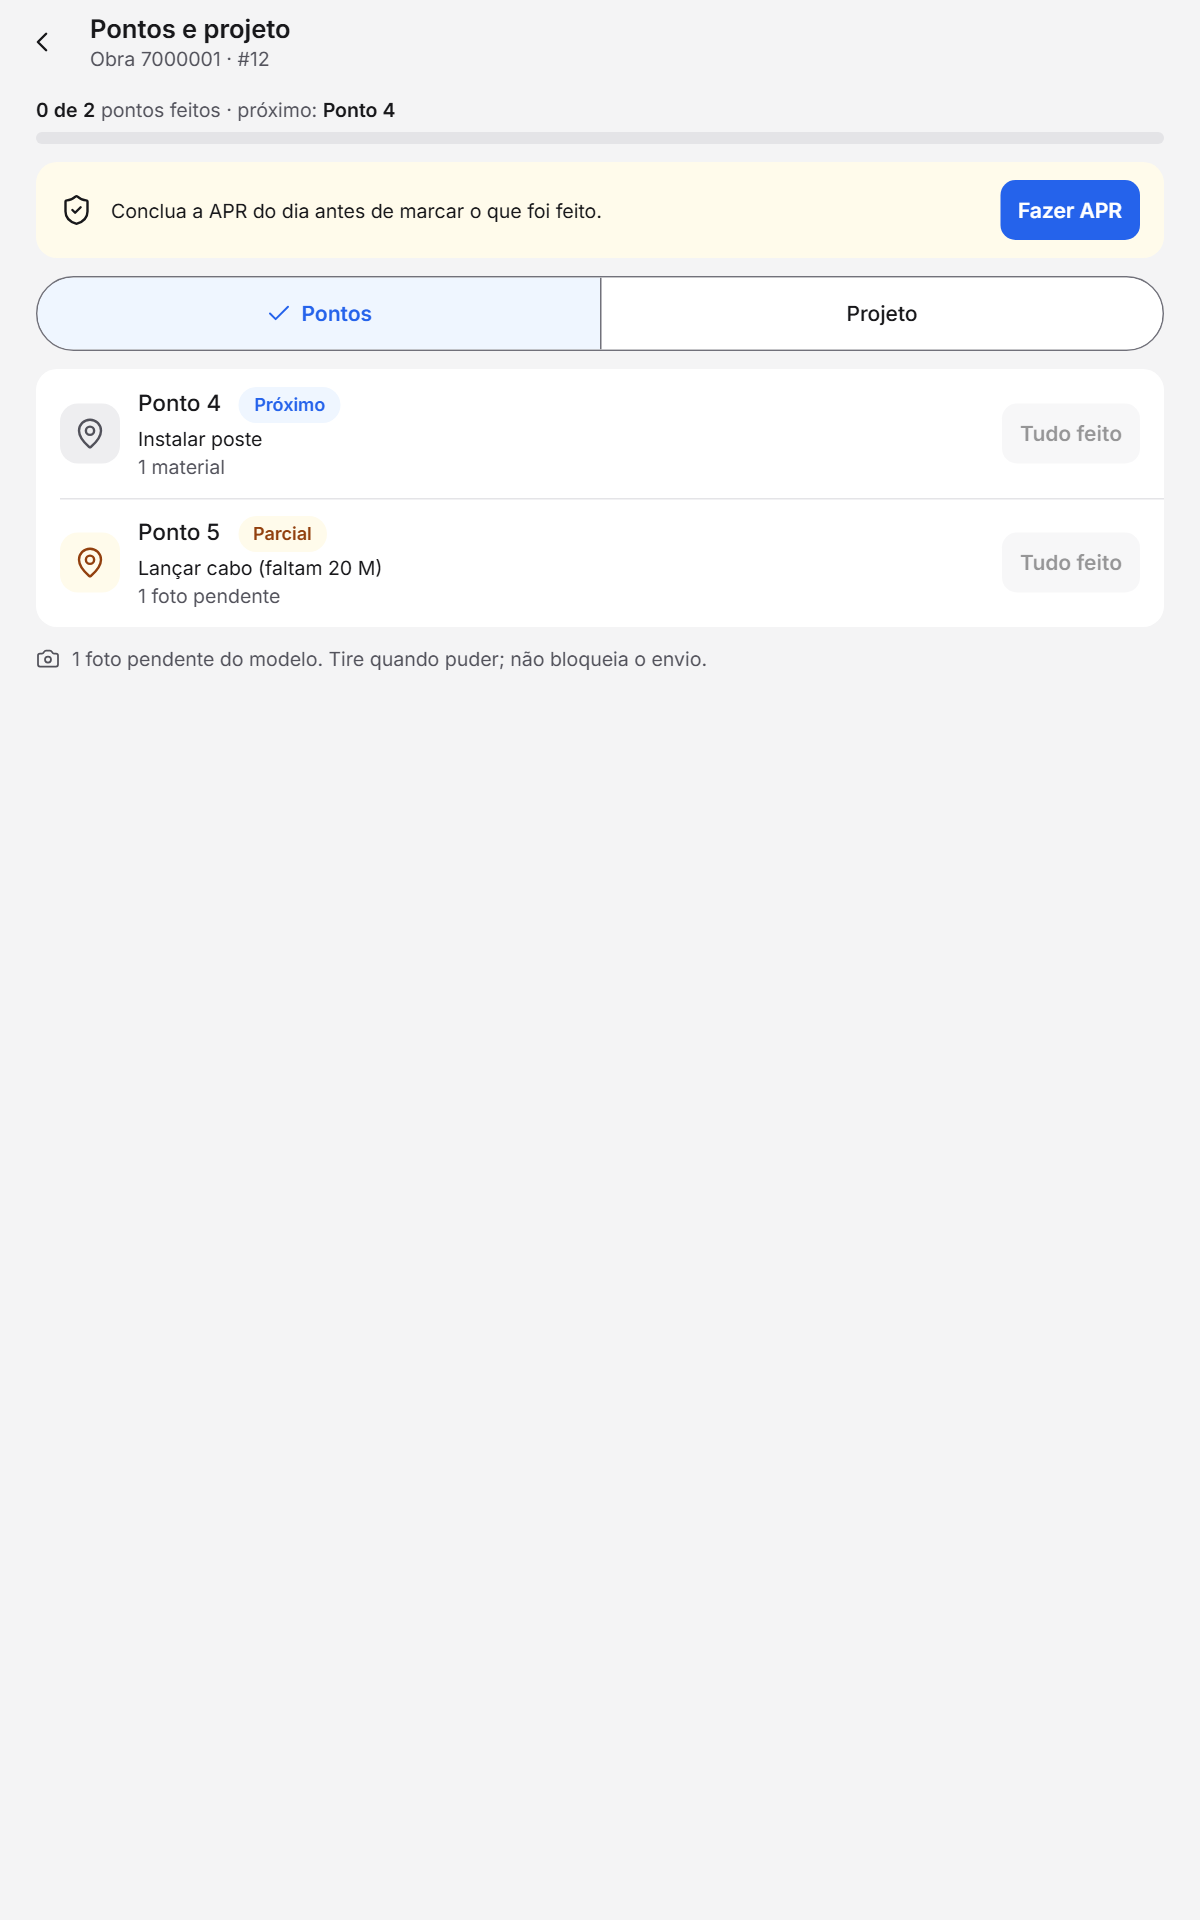 Pontos e projeto
Obra 7000001 · #12
0 de 2 pontos feitos · próximo: Ponto 4
Conclua a APR do dia antes de marcar o que foi feito.
Fazer APR
Pontos
Projeto
Ponto 4
Próximo
Instalar poste
1 material
Tudo feito
Ponto 5
Parcial
Lançar cabo (faltam 20 M)
1 foto pendente
Tudo feito
1 foto pendente do modelo. Tire quando puder; não bloqueia o envio.